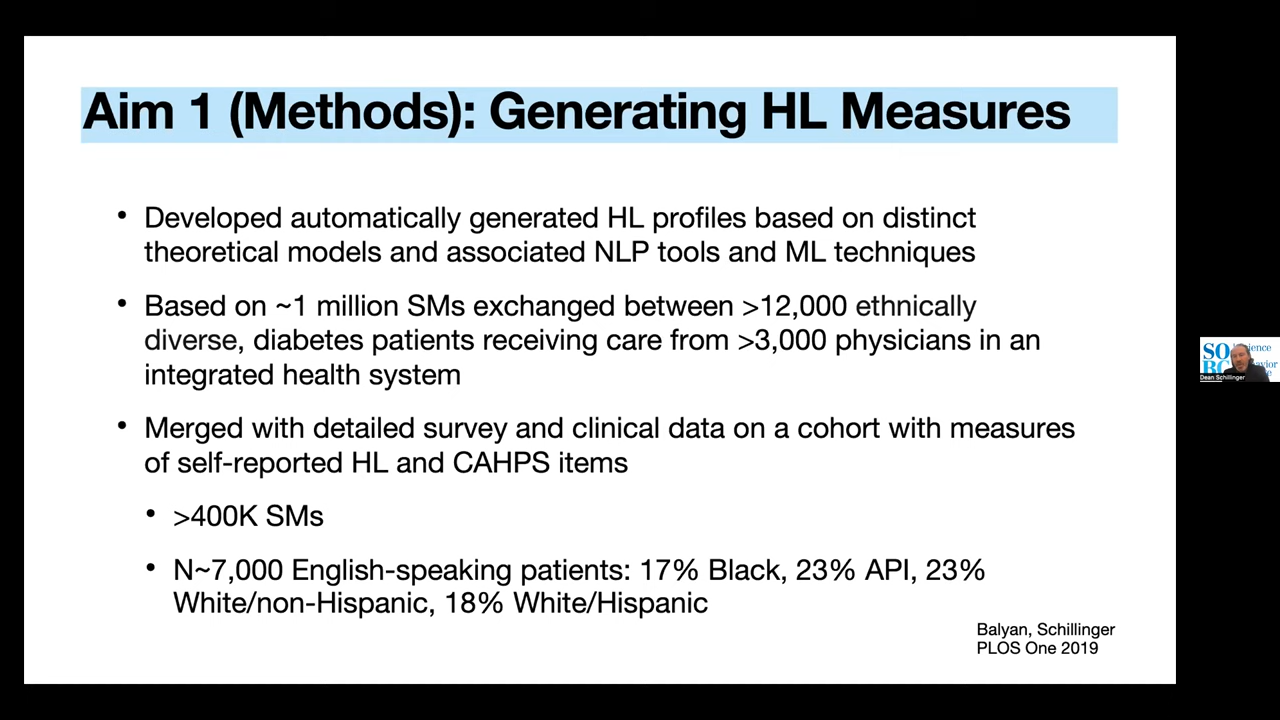 Aim 1 (Methods): Generating HL Measures
• Developed automatically generated HL profiles based on distinct
theoretical models and associated NLP tools and ML techniques
• Based on ~1 million SMs exchanged between >12,000 ethnically
diverse, diabetes patients receiving care from >3,000 physicians in an
integrated health system
• Merged with detailed survey and clinical data on a cohort with measures
of self-reported HL and CAHPS items
• >400K SMs
• N~7,000 English-speaking patients: 17% Black, 23% API, 23%
White/non-Hispanic, 18% White/Hispanic
Balyan, Schillinger
PLOS One 2019
SO
Dean Schillinger